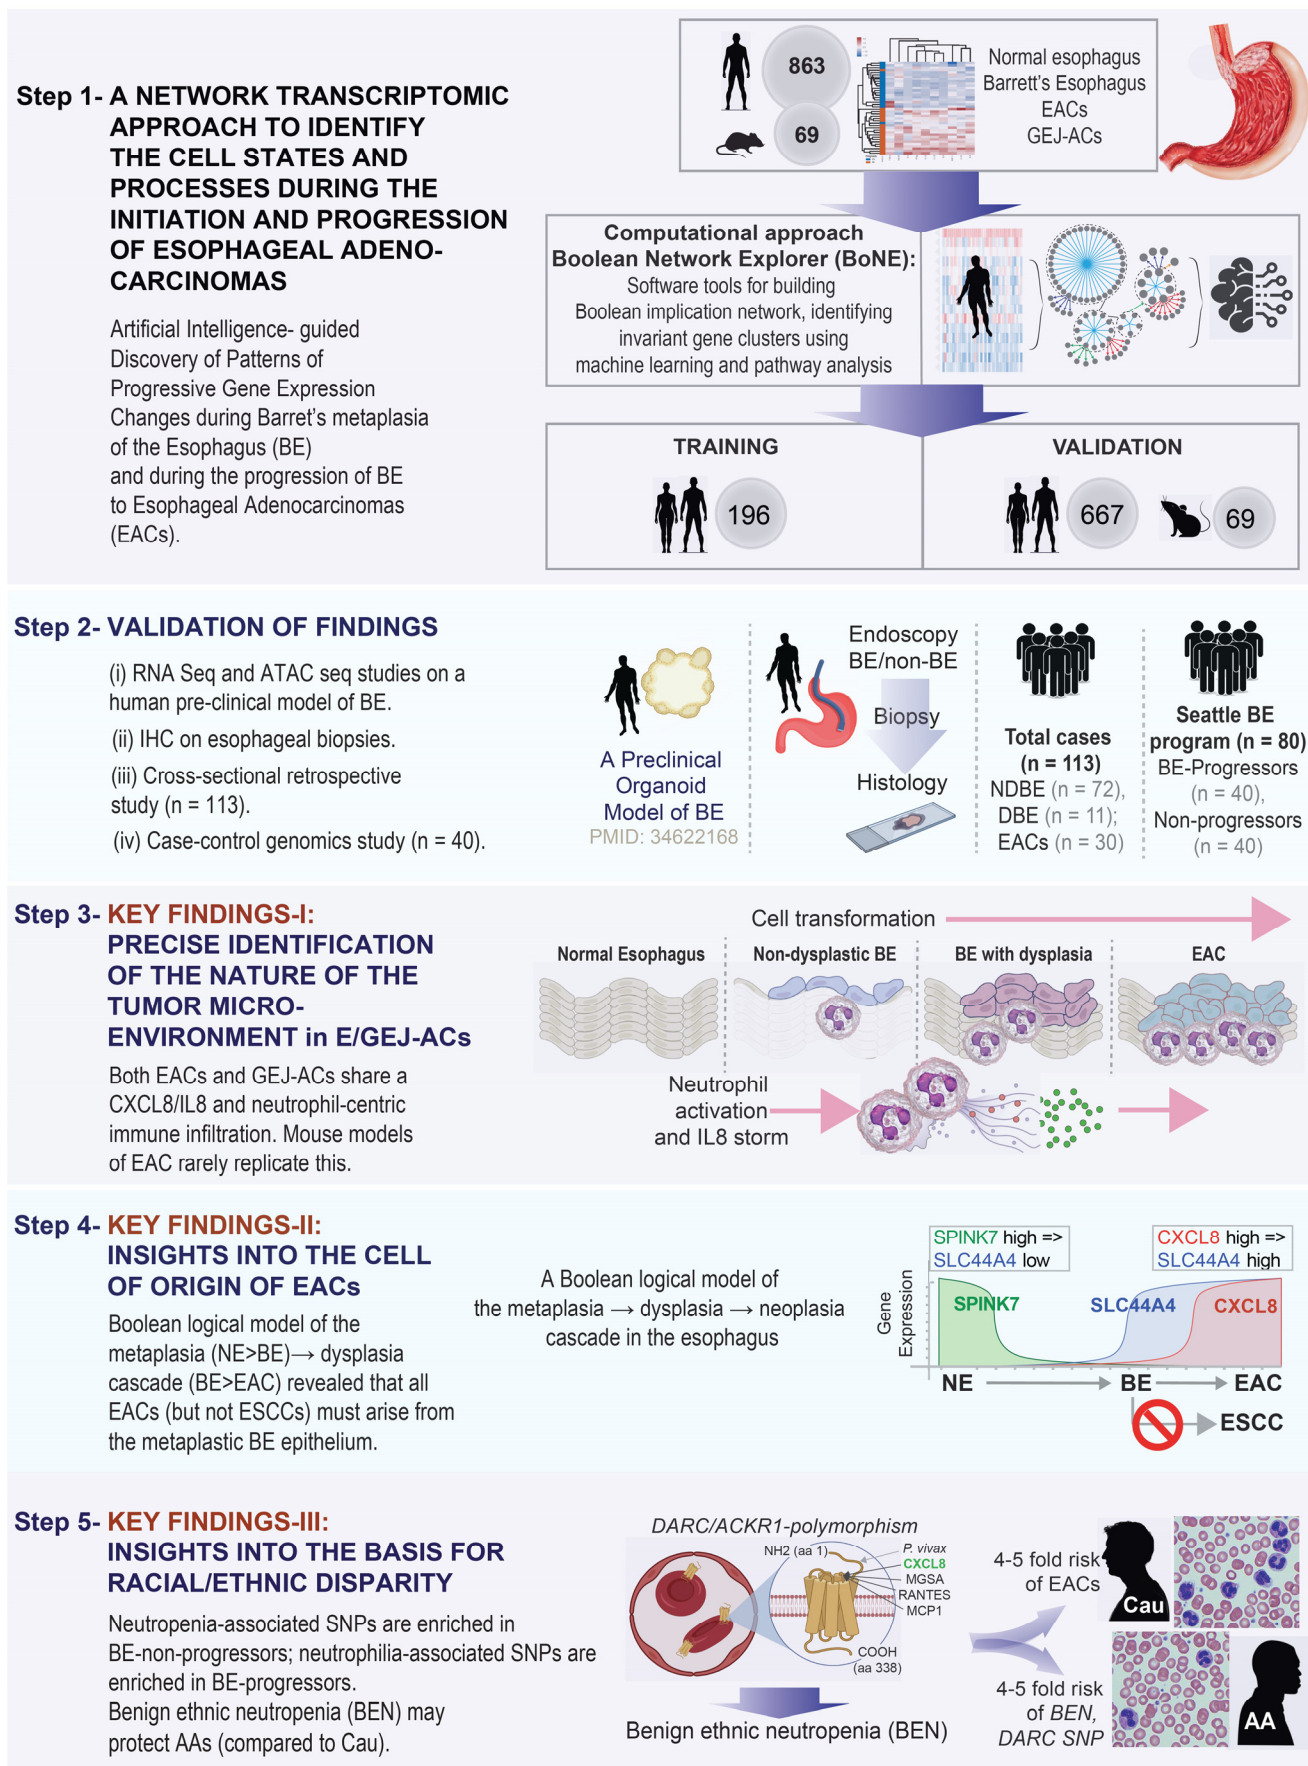 Step 1- A NETWORK TRANSCRIPTOMIC
APPROACH TO IDENTIFY
THE CELL STATES AND
PROCESSES DURING THE
INITIATION AND PROGRESSION
OF ESOPHAGEAL ADENO-
CARCINOMAS
Artificial Intelligence- guided
Discovery of Patterns of
Progressive Gene Expression
Changes during Barret's metaplasia
of the Esophagus (BE)
and during the progression of BE
to Esophageal Adenocarcinomas
(EACs).
863
69
Normal esophagus
Barrett's Esophagus
EACs
GEJ-ACs
Computational approach
Boolean Network Explorer (BoNE):
Software tools for building
Boolean implication network, identifying
invariant gene clusters using
machine learning and pathway analysis
TRAINING
196
VALIDATION
667
69
Step 2- VALIDATION OF FINDINGS
(i) RNA Seq and ATAC seq studies on a
human pre-clinical model of BE.
(ii) IHC on esophageal biopsies.
(iii) Cross-sectional retrospective
study (n = 113).
(iv) Case-control genomics study (n = 40).
A Preclinical
Organoid
Model of BE
PMID: 34622168
Endoscopy
BE/non-BE
Biopsy
Histology
Total cases
(n = 113)
NDBE (n = 72),
DBE (n = 11);
EACs (n = 30)
Seattle BE
program (n = 80)
BE-Progressors
(n = 40),
Non-progressors
(n = 40)
Step 3- KEY FINDINGS-I:
PRECISE IDENTIFICATION
OF THE NATURE OF THE
TUMOR MICRO-
ENVIRONMENT in E/GEJ-ACs
Both EACs and GEJ-ACs share a
CXCL8/IL8 and neutrophil-centric
immune infiltration. Mouse models
of EAC rarely replicate this.
Cell transformation
Normal Esophagus
Non-dysplastic BE
BE with dysplasia
EAC
Neutrophil
activation
and IL8 storm
Step 4- KEY FINDINGS-II:
INSIGHTS INTO THE CELL
OF ORIGIN OF EACs
Boolean logical model of the
metaplasia (NE>BE)→ dysplasia
cascade (BE>EAC) revealed that all
EACs (but not ESCCs) must arise from
the metaplastic BE epithelium.
A Boolean logical model of
the metaplasia → dysplasia → neoplasia
cascade in the esophagus
SPINK7 high =>
SLC44A4 low
CXCL8 high =>
SLC44A4 high
Gene
Expression
SPINK7
SLC44A4
CXCL8
NE
BE
EAC
ESCC
Step 5- KEY FINDINGS-III:
INSIGHTS INTO THE BASIS FOR
RACIAL/ETHNIC DISPARITY
Neutropenia-associated SNPs are enriched in
BE-non-progressors; neutrophilia-associated SNPs are
enriched in BE-progressors.
Benign ethnic neutropenia (BEN) may
protect AAs (compared to Cau).
DARC/ACKR1-polymorphism
NH2 (aa 1)
P. vivax
CXCL8
MGSA
RANTES
MCP1
COOH
(aa 338)
Benign ethnic neutropenia (BEN)
4-5 fold risk
of EACs
Cau
4-5 fold risk
of BEN,
DARC SNP
AA